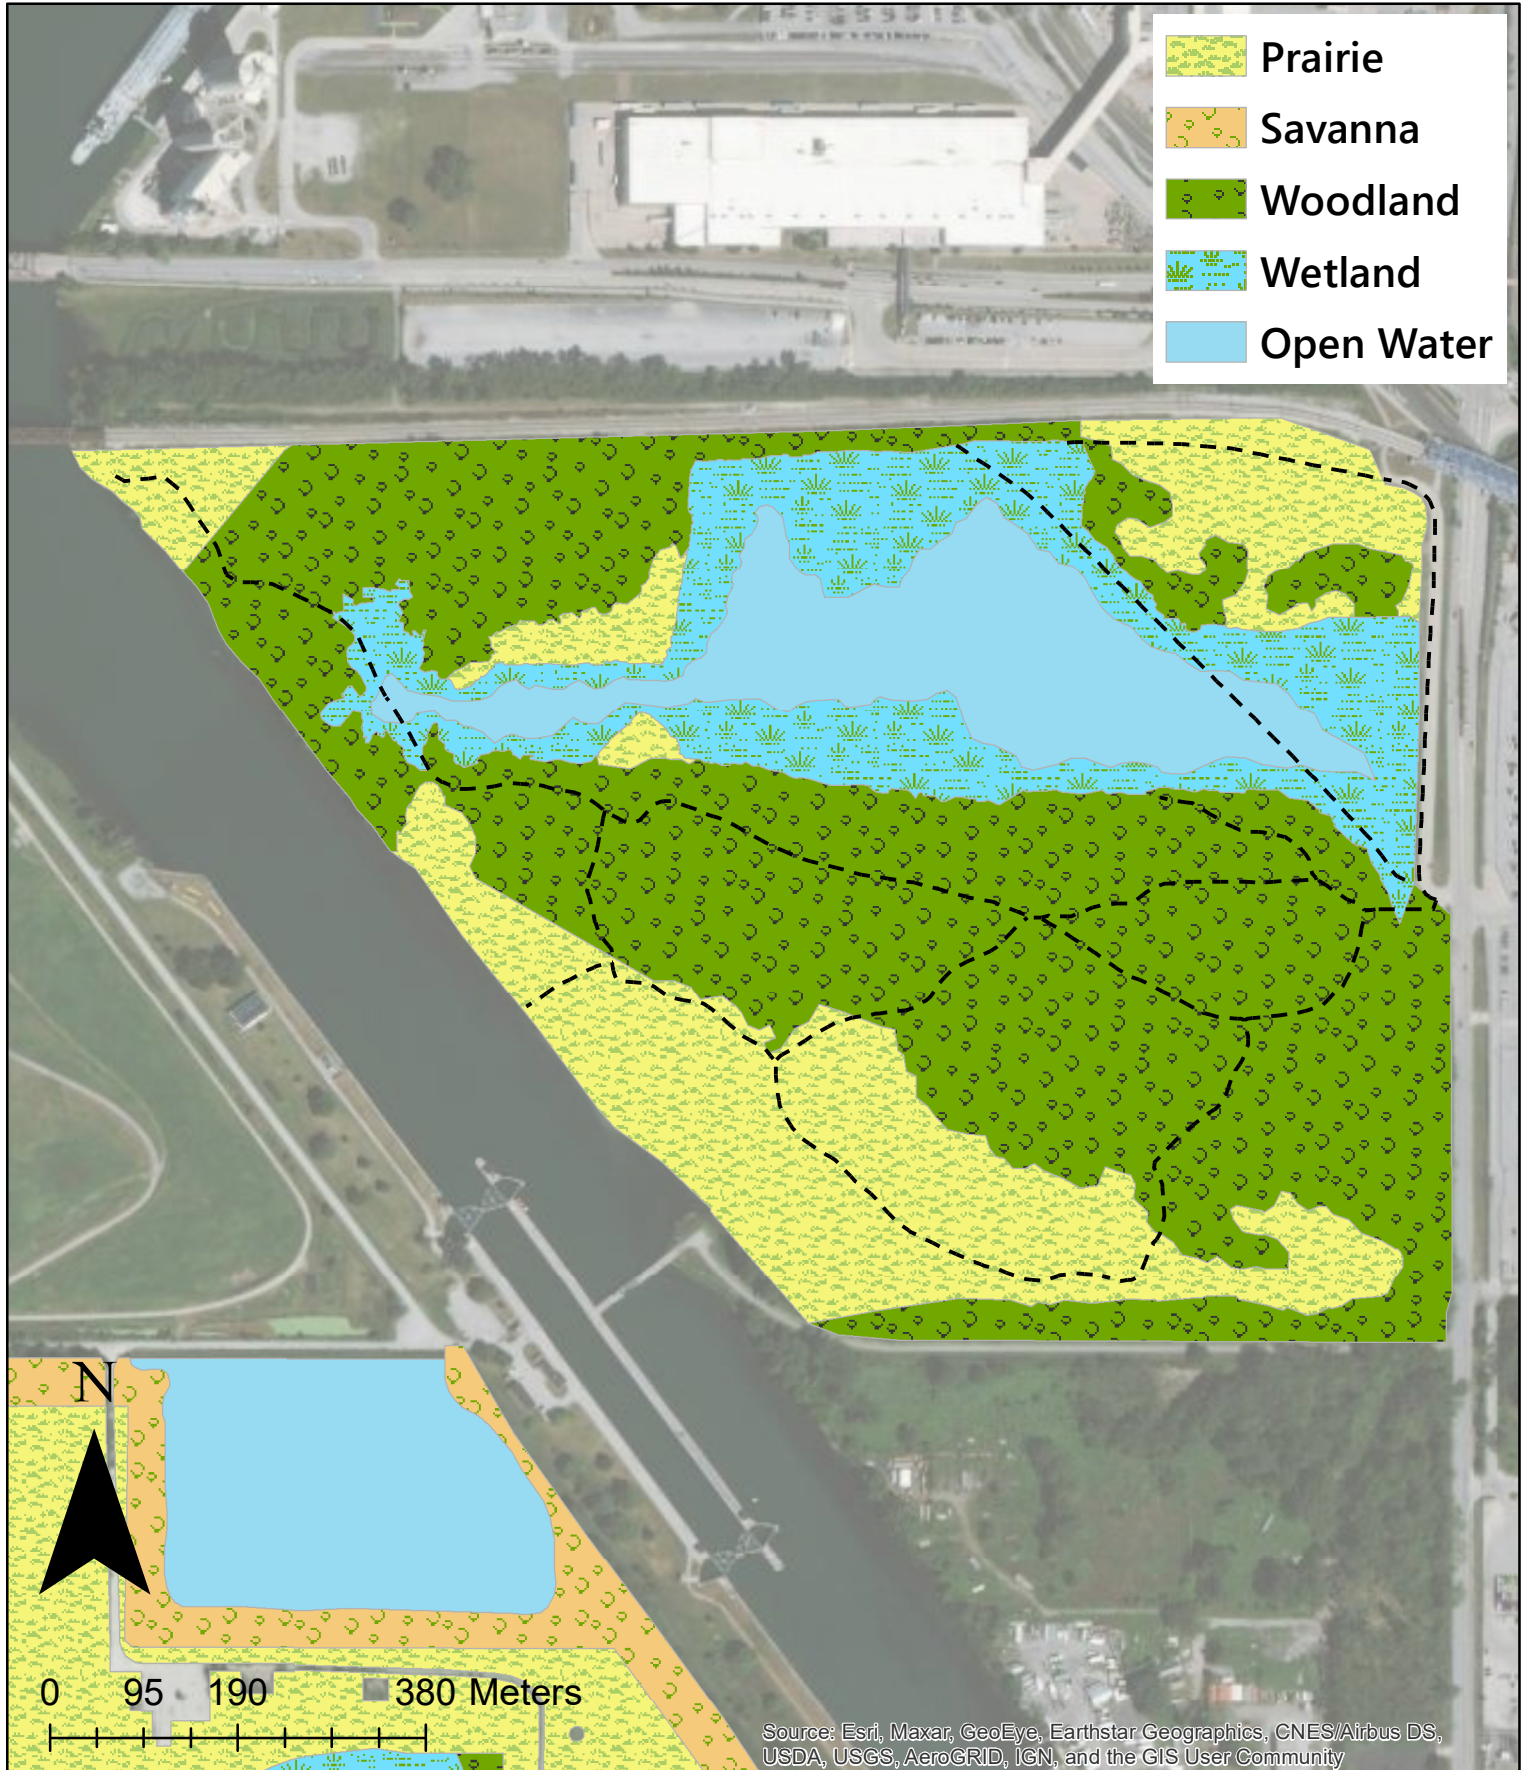 Prairie
Savanna
Woodland
Wetland
Open Water
N
0 95 190 380 Meters
Source: Esri, Maxar, GeoEye, Earthstar Geographics, CNES/Airbus DS,
USDA, USGS, AeroGRID, IGN, and the GIS User Community